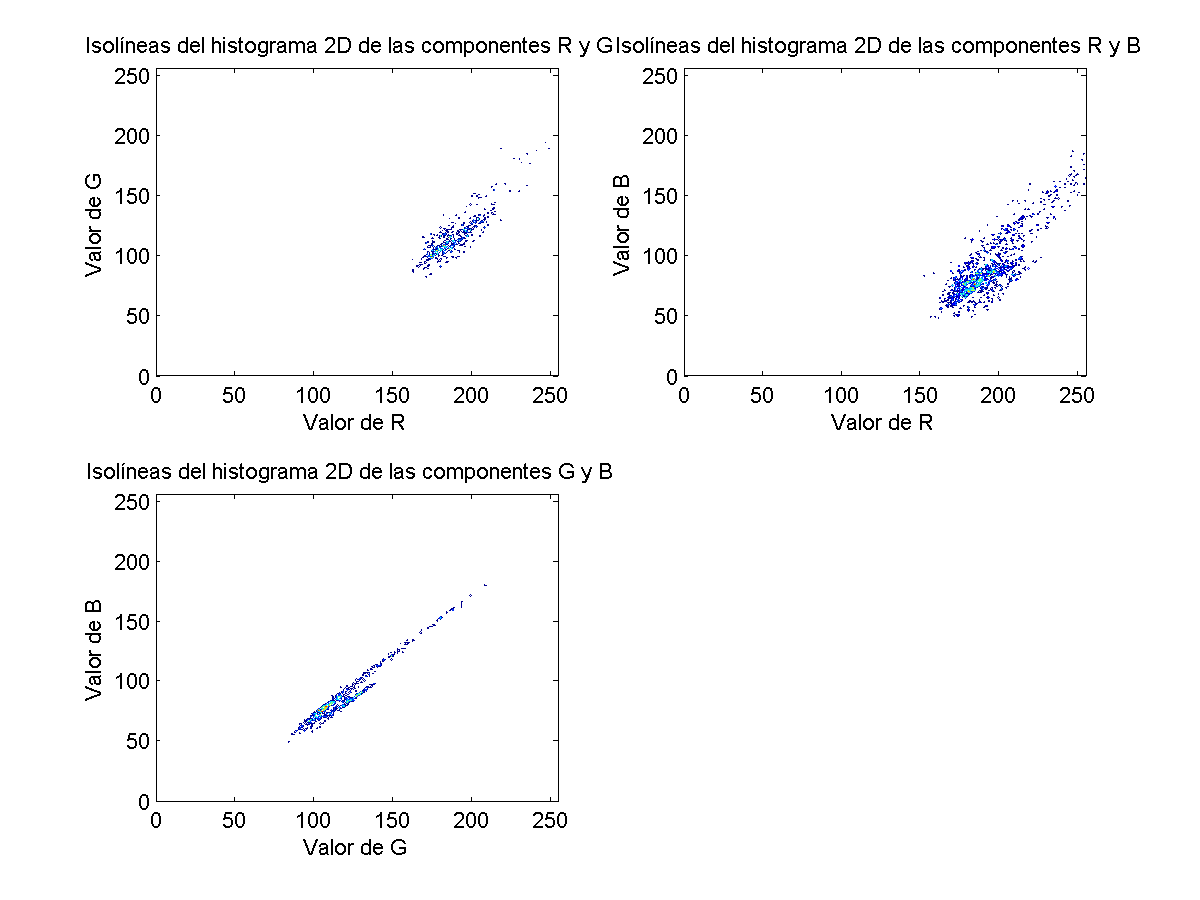 Isolíneas del histograma 2D de las componentes R y G
250
200
150
100
50
0
Valor de G
0 50 100 150 200 250
Valor de R
Isolíneas del histograma 2D de las componentes R y B
250
200
150
100
50
0
Valor de B
0 50 100 150 200 250
Valor de R
Isolíneas del histograma 2D de las componentes G y B
250
200
150
100
50
0
Valor de B
0 50 100 150 200 250
Valor de G